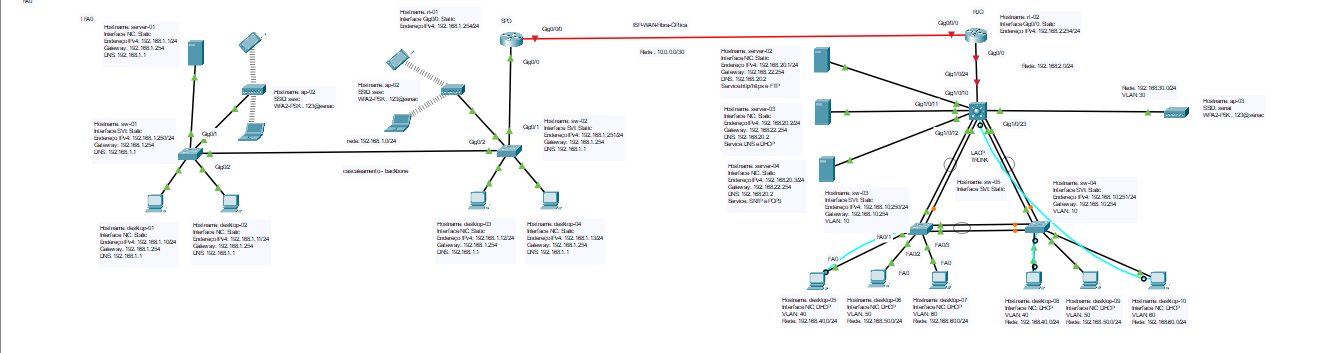 FA0
FA0
Hostname: server-01
Interface NIC: Static
Endereço IPv4: 192.168.1.1/24
Gateway: 192.168.1.254
DNS: 192.168.1.1
Hostname: ap-02
SSID: sesc
WPA2-PSK : 123@senac
Hostname: sw-01
Interface SVI: Static
Endereço IPv4: 192.168.1.250/24
Gateway: 192.168.1.254
DNS: 192.168.1.1
Gig0/1
Gig0/2
Hostname: desktop-01
Interface NIC: Static
Endereço IPv4: 192.168.1.10/24
Gateway: 192.168.1.254
DNS: 192.168.1.1
Hostname: desktop-02
Interface NIC: Static
Endereço IPv4: 192.168.1.11/24
Gateway: 192.168.1.254
DNS: 192.168.1.1
Hostname: rt-01
Interface Gig0/0: Static
Endereço IPv4: 192.168.1.254/24
SPO
Gig0/0/0
Gig0/0
Hostname: ap-02
SSID: sesc
WPA2-PSK : 123@senac
rede:192.168.1.0/24
cascateamento - backbone
Gig0/2
Gig0/1
Hostname: sw-02
Interface SVI: Static
Endereço IPv4: 192.168.1.251/24
Gateway: 192.168.1.254
DNS: 192.168.1.1
Hostname: desktop-03
Interface NIC: Static
Endereço IPv4: 192.168.1.12/24
Gateway: 192.168.1.254
DNS: 192.168.1.1
Hostname: desktop-04
Interface NIC: Static
Endereço IPv4: 192.168.1.13/24
Gateway: 192.168.1.254
DNS: 192.168.1.1
ISP-WAN-Fibra-Óptica
Rede : 10.0.0.0/30
RJO
Gig0/0/0
Gig0/0
Hostname: rt-02
Interface Gig0/0: Static
Endereço IPv4: 192.168.2.254/24
Rede: 192.168.2.0/24
Hostname: server-02
Interface NIC: Static
Endereço IPv4: 192.168.20.1/24
Gateway: 192.168.22.254
DNS: 192.168.20.2
Service:http/https e FTP
Hostname: server-03
Interface NIC: Static
Endereço IPv4: 192.168.20.2/24
Gateway: 192.168.22.254
DNS: 192.168.20.2
Service: DNS e DHCP
Hostname: server-04
Interface NIC: Static
Endereço IPv4: 192.168.20.3/24
Gateway: 192.168.22.254
DNS: 192.168.20.2
Service: SMTP e POP3
Gig1/0/24
Gig1/0/10
Gig1/0/11
Gig1/0/12
Gig1/0/23
Rede: 192.168.30.0/24
VLAN: 30
Hostname: ap-03
SSID: senai
WPA2-PSK : 123@senac
LACP
TRUNK
Hostname: sw-05
Interface SVI: Static
Hostname: sw-03
Interface SVI: Static
Endereço IPv4: 192.168.10.250/24
Gateway: 192.168.10.254
VLAN: 10
Hostname: sw-04
Interface SVI: Static
Endereço IPv4: 192.168.10.251/24
Gateway: 192.168.10.254
VLAN: 10
FA0/1
FA0/2
FA0/3
FA0
FA0
FA0
Hostname: desktop-05
Interface NIC: DHCP
VLAN: 40
Rede: 192.168.40.0/24
Hostname: desktop-06
Interface NIC: DHCP
VLAN: 50
Rede: 192.168.50.0/24
Hostname: desktop-07
Interface NIC: DHCP
VLAN: 60
Rede: 192.168.60.0/24
Hostname: desktop-08
Interface NIC: DHCP
VLAN: 40
Rede: 192.168.40.0/24
Hostname: desktop-09
Interface NIC: DHCP
VLAN: 50
Rede: 192.168.50.0/24
Hostname: desktop-10
Interface NIC: DHCP
VLAN: 60
Rede: 192.168.60.0/24